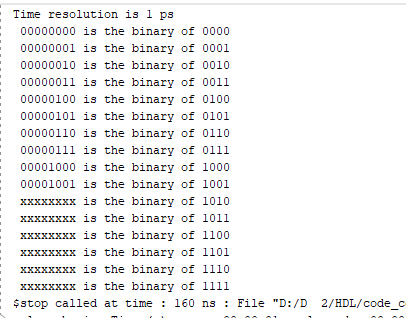 Time resolution is 1 ps
00000000 is the binary of 0000
00000001 is the binary of 0001
00000010 is the binary of 0010
00000011 is the binary of 0011
00000100 is the binary of 0100
00000101 is the binary of 0101
00000110 is the binary of 0110
00000111 is the binary of 0111
00001000 is the binary of 1000
00001001 is the binary of 1001
xxxxxxxx is the binary of 1010
xxxxxxxx is the binary of 1011
xxxxxxxx is the binary of 1100
xxxxxxxx is the binary of 1101
xxxxxxxx is the binary of 1110
xxxxxxxx is the binary of 1111
$stop called at time : 160 ns : File "D:/D 2/HDL/code_c